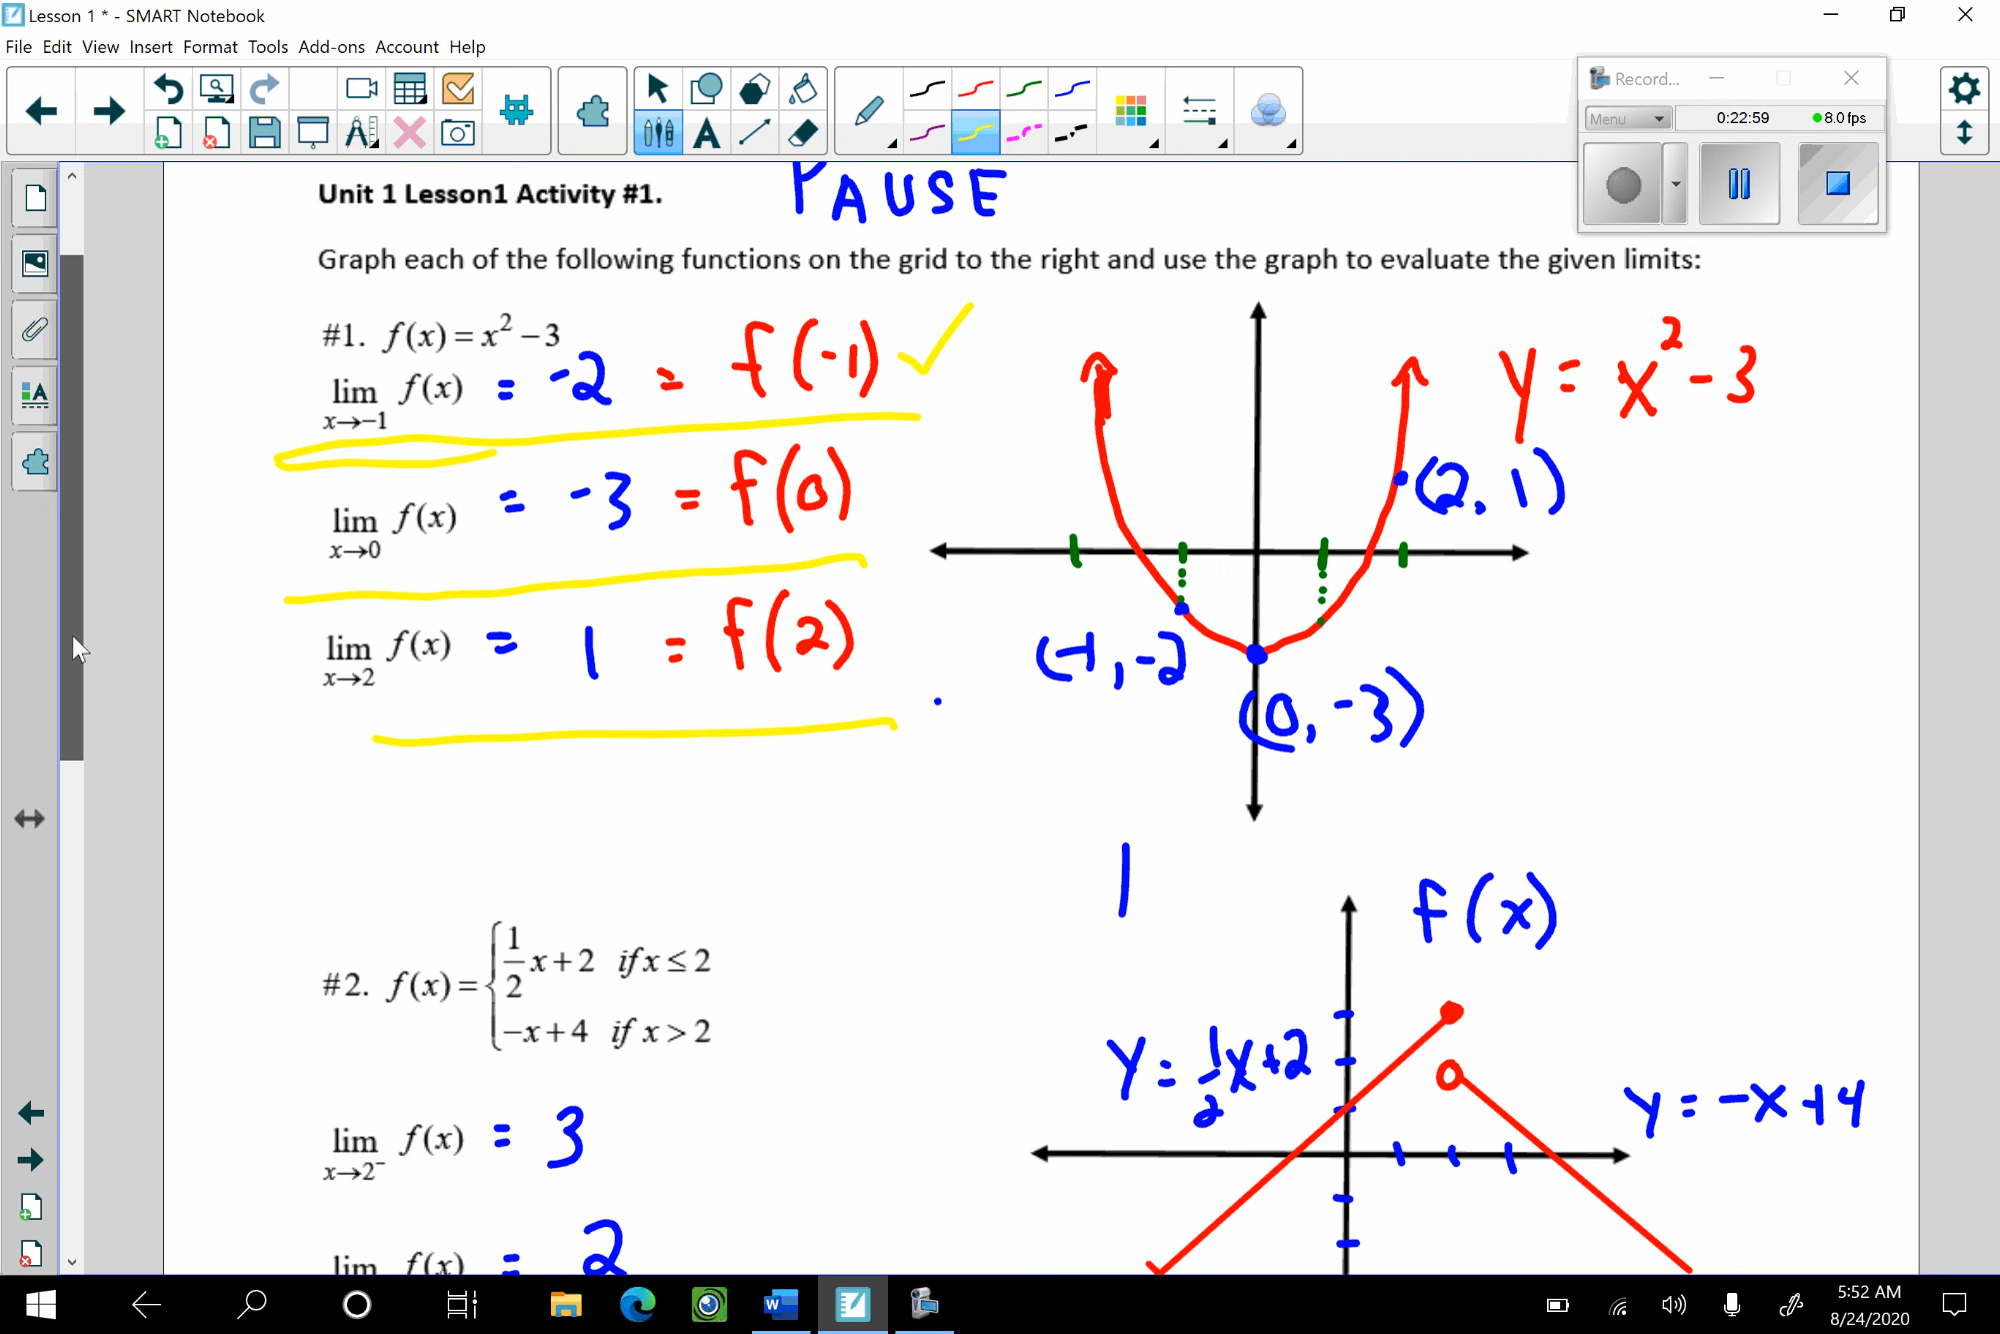 Lesson 1 * - SMART Notebook
File Edit View Insert Format Tools Add-ons Account Help
Record...
Menu 0:22:59 8.0 fps
PAUSE
Unit 1 Lesson1 Activity #1.
Graph each of the following functions on the grid to the right and use the graph to evaluate the given limits:
#1. f(x) = x² − 3
lim x→−1 f(x) = -2 = f(-1) ✓
lim x→0 f(x) = -3 = f(0)
lim x→2 f(x) = 1 = f(2)
y = x² - 3
(2, 1)
(-1, -2
(0, -3)
#2. f(x) = { 1/2 x + 2 if x ≤ 2
−x + 4 if x > 2
lim x→2⁻ f(x) = 3
lim f(x) = 2
f(x)
y = 1/2 x + 2
y = -x + 4
5:52 AM
8/24/2020